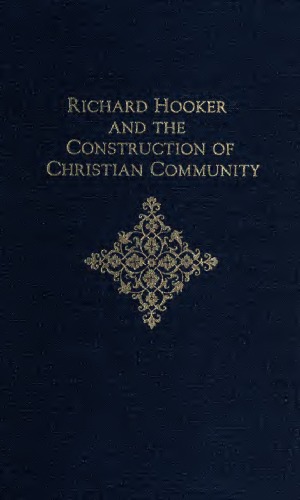 RICHARD HOOKER
AND THE
CONSTRUCTION OF
CHRISTIAN COMMUNITY